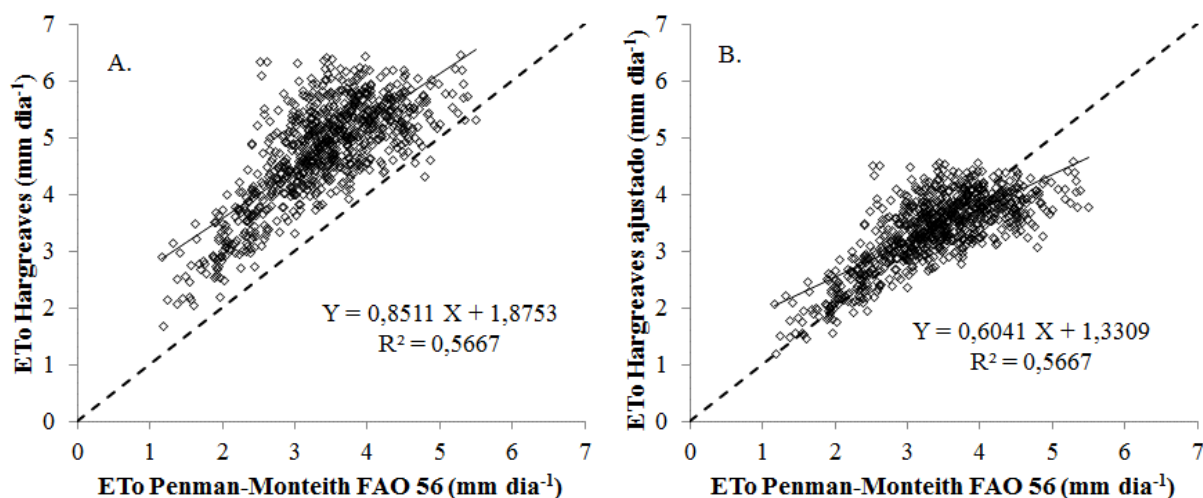 A.
ETo Hargreaves (mm dia-1)
7
6
5
4
3
2
1
0
Y = 0,8511 X + 1,8753
R² = 0,5667
0 1 2 3 4 5 6 7
ETo Penman-Monteith FAO 56 (mm dia-1)
B.
ETo Hargreaves ajustado (mm dia-1)
7
6
5
4
3
2
1
0
Y = 0,6041 X + 1,3309
R² = 0,5667
0 1 2 3 4 5 6 7
ETo Penman-Monteith FAO 56 (mm dia-1)